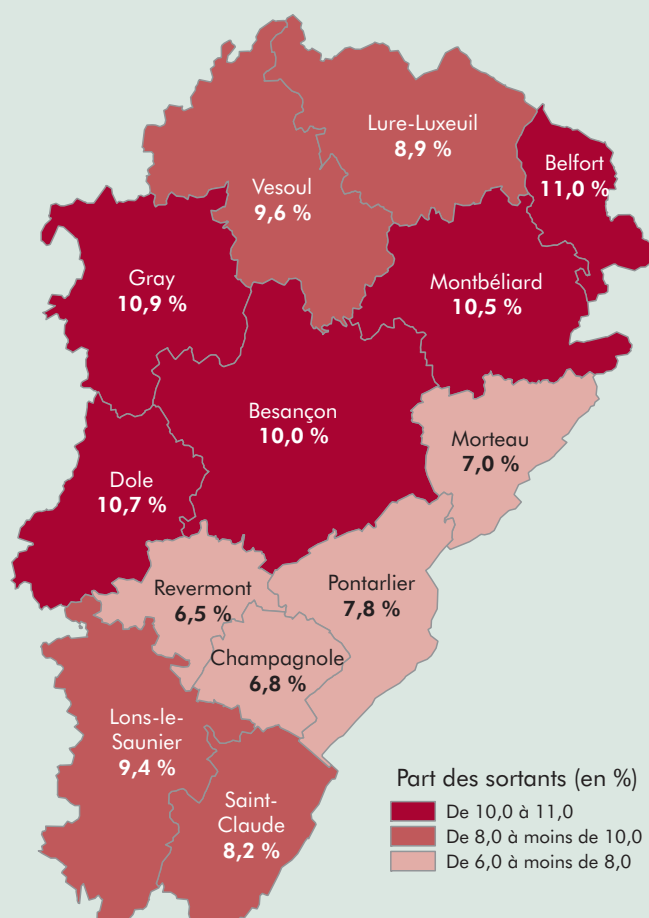 Lure-Luxeuil
8,9 %
Belfort
11,0 %
Vesoul
9,6 %
Gray
10,9 %
Montbéliard
10,5 %
Besançon
10,0 %
Morteau
7,0 %
Dole
10,7 %
Revermont
6,5 %
Pontarlier
7,8 %
Champagnole
6,8 %
Lons-le-
Saunier
9,4 %
Saint-
Claude
8,2 %
Part des sortants (en %)
De 10,0 à 11,0
De 8,0 à moins de 10,0
De 6,0 à moins de 8,0